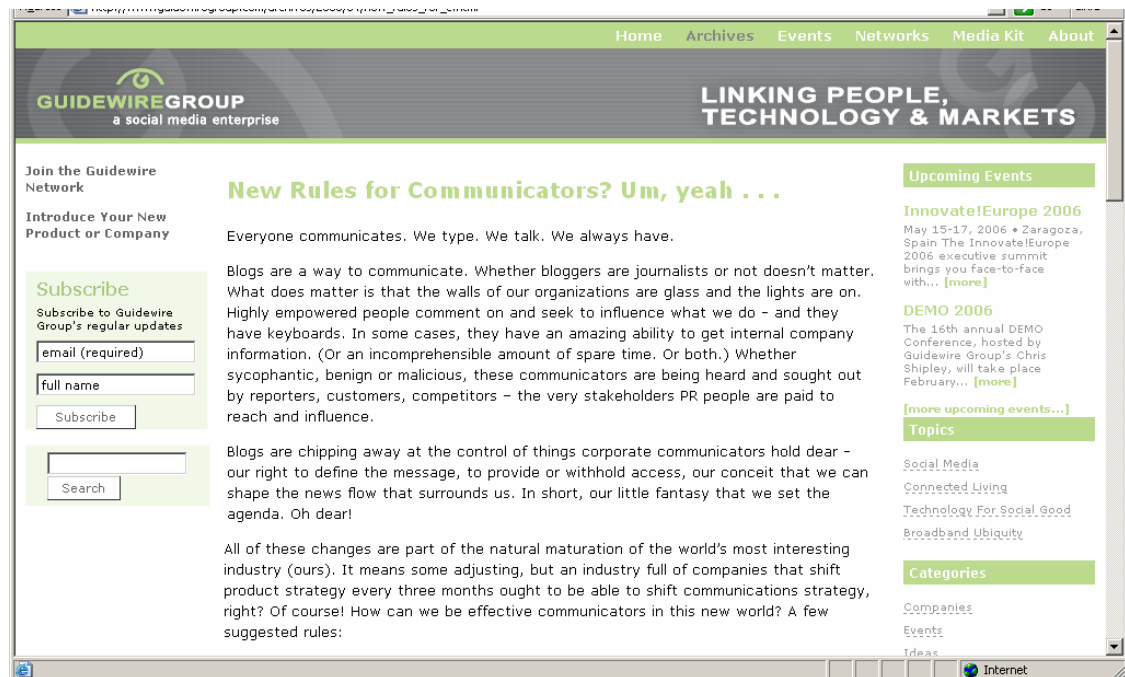 Home Archives Events Networks Media Kit About
GUIDEWIREGROUP
a social media enterprise
LINKING PEOPLE,
TECHNOLOGY & MARKETS
Join the Guidewire
Network
Introduce Your New
Product or Company
Subscribe
Subscribe to Guidewire
Group's regular updates
email (required)
full name
Subscribe
Search
New Rules for Communicators? Um, yeah . . .
Everyone communicates. We type. We talk. We always have.
Blogs are a way to communicate. Whether bloggers are journalists or not doesn’t matter.
What does matter is that the walls of our organizations are glass and the lights are on.
Highly empowered people comment on and seek to influence what we do – and they
have keyboards. In some cases, they have an amazing ability to get internal company
information. (Or an incomprehensible amount of spare time. Or both.) Whether
sycophantic, benign or malicious, these communicators are being heard and sought out
by reporters, customers, competitors – the very stakeholders PR people are paid to
reach and influence.
Blogs are chipping away at the control of things corporate communicators hold dear –
our right to define the message, to provide or withhold access, our conceit that we can
shape the news flow that surrounds us. In short, our little fantasy that we set the
agenda. Oh dear!
All of these changes are part of the natural maturation of the world’s most interesting
industry (ours). It means some adjusting, but an industry full of companies that shift
product strategy every three months ought to be able to shift communications strategy,
right? Of course! How can we be effective communicators in this new world? A few
suggested rules:
Upcoming Events
Innovate!Europe 2006
May 15-17, 2006 • Zaragoza,
Spain The Innovate!Europe
2006 executive summit
brings you face-to-face
with... [more]
DEMO 2006
The 16th annual DEMO
Conference, hosted by
Guidewire Group's Chris
Shipley, will take place
February... [more]
[more upcoming events...]
Topics
Social Media
Connected Living
Technology For Social Good
Broadband Ubiquity
Categories
Companies
Events
Ideas
Internet